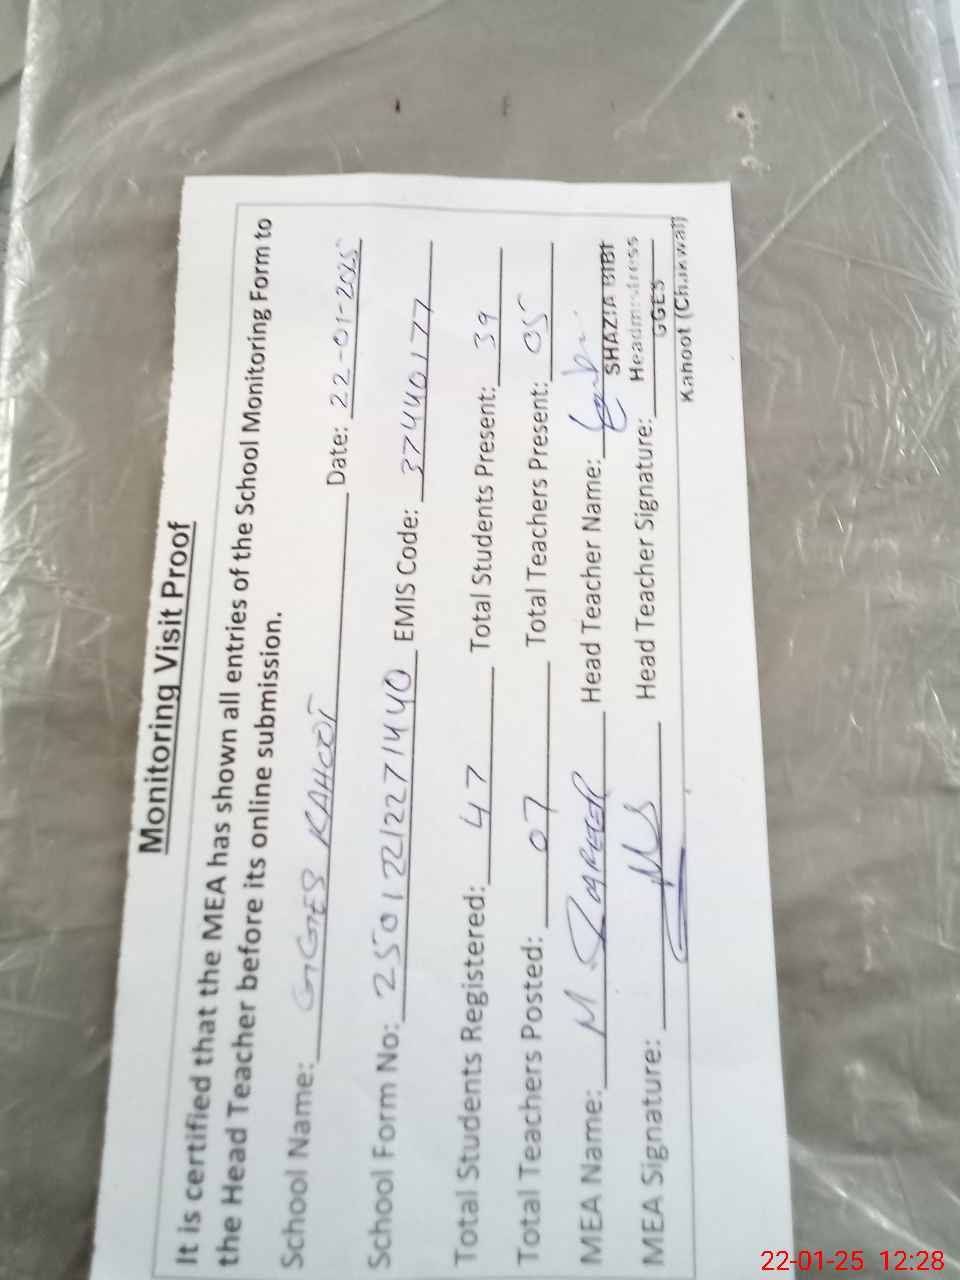 Monitoring Visit Proof
It is certified that the MEA has shown all entries of the School Monitoring Form to
the Head Teacher before its online submission.
School Name: GGES KAHOOT Date: 22-01-2025
School Form No: 25012212271440 EMIS Code: 37440177
Total Students Registered: 47 Total Students Present: 39
Total Teachers Posted: 07 Total Teachers Present: 05
MEA Name: M Head Teacher Name:
SHAZIA BIBI
MEA Signature: Head Teacher Signature: Headmistress
GGES
Kahoot (Chakwal)
22-01-25 12:28